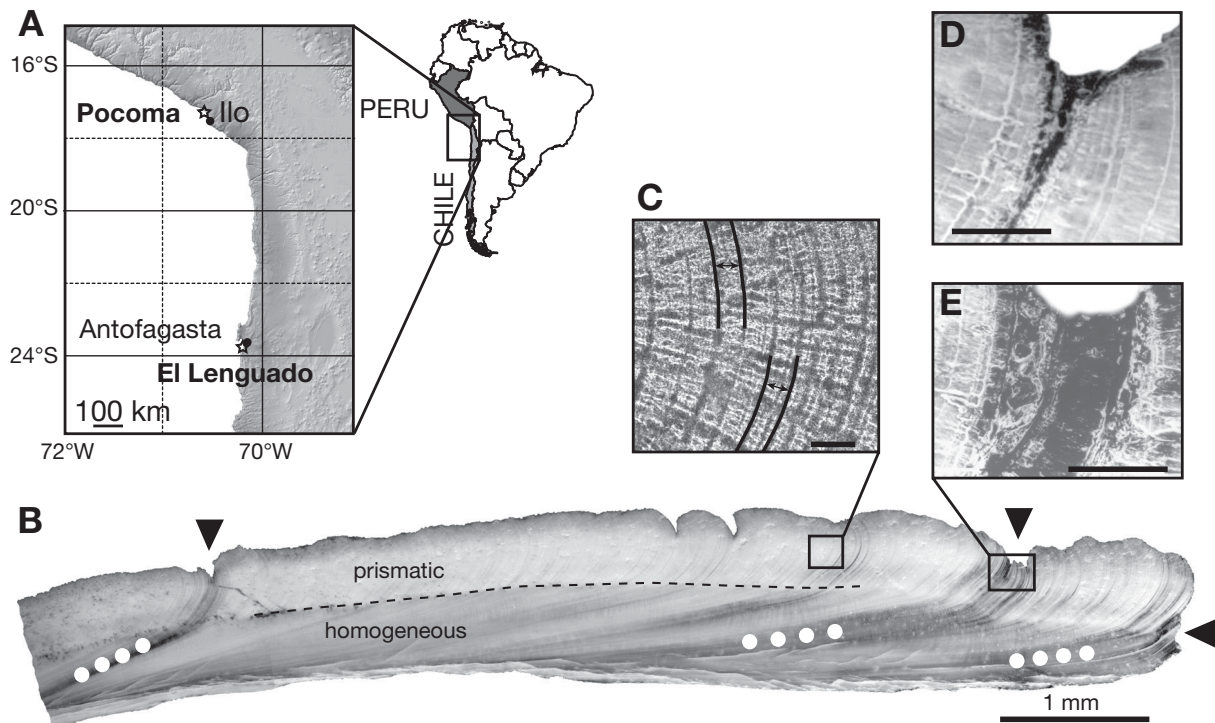 A
16°S
Pocoma
Ilo
20°S
Antofagasta
24°S
El Lenguado
100 km
72°W
70°W
PERU
CHILE
C
D
E
B
prismatic
homogeneous
1 mm